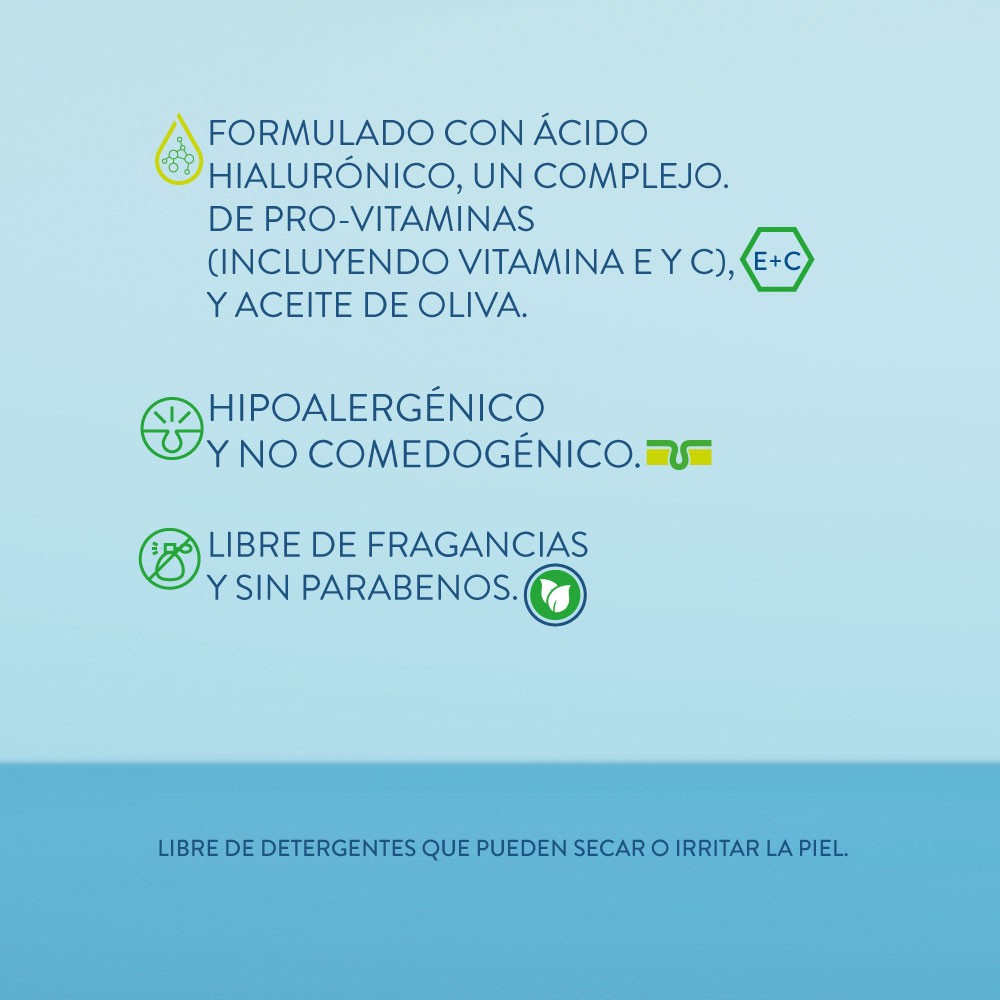 FORMULADO CON ÁCIDO
HIALURÓNICO, UN COMPLEJO.
DE PRO-VITAMINAS
(INCLUYENDO VITAMINA E Y C), E+C
Y ACEITE DE OLIVA.
HIPOALERGÉNICO
Y NO COMEDOGÉNICO.
LIBRE DE FRAGANCIAS
Y SIN PARABENOS.
LIBRE DE DETERGENTES QUE PUEDEN SECAR O IRRITAR LA PIEL.